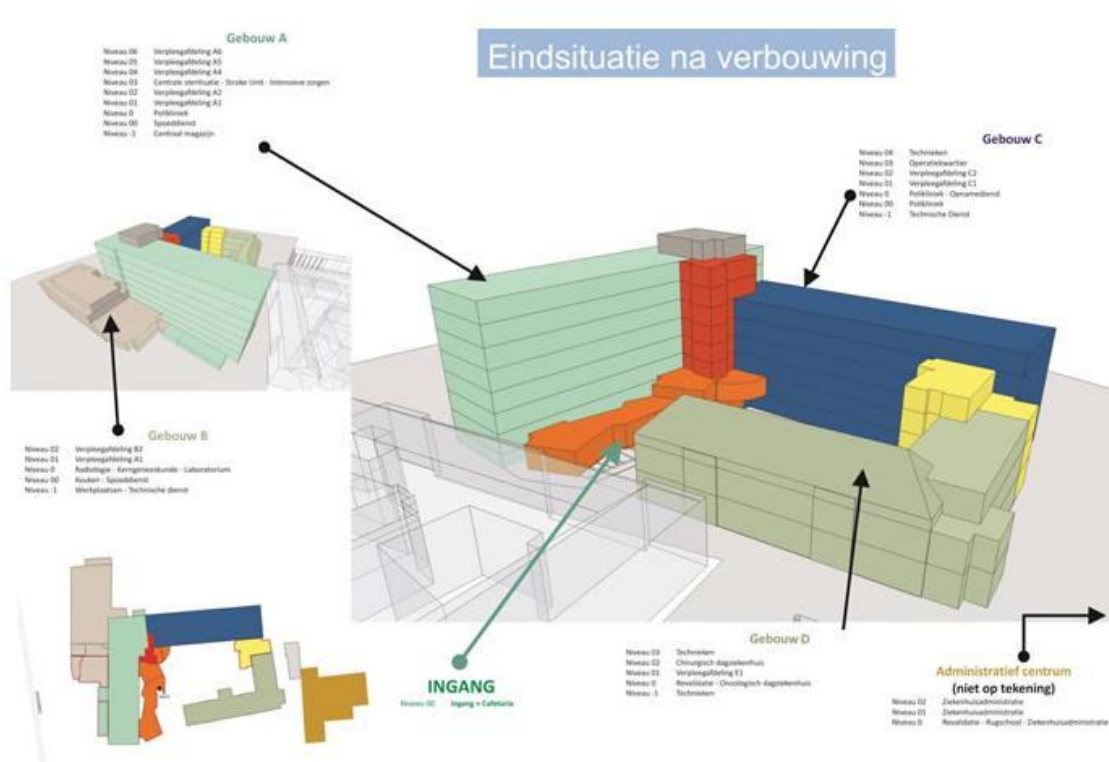 Eindsituatie na verbouwing
Gebouw A
Niveau 06 Verpleegafdeling A6
Niveau 05 Verpleegafdeling A5
Niveau 04 Verpleegafdeling A4
Niveau 03 Centrale sterilisatie - Stroke Unit - Intensieve zorgen
Niveau 02 Verpleegafdeling A2
Niveau 01 Verpleegafdeling A1
Niveau 0 Polikliniek
Niveau 00 Spoeddienst
Niveau -1 Centraal magazijn
Gebouw C
Niveau 04 Technieken
Niveau 03 Operatiekwartier
Niveau 02 Verpleegafdeling C2
Niveau 01 Verpleegafdeling C1
Niveau 0 Polikliniek - Opnamedienst
Niveau 00 Polikliniek
Niveau -1 Technische Dienst
Gebouw B
Niveau 02 Verpleegafdeling B2
Niveau 01 Verpleegafdeling A1
Niveau 0 Radiologie - Kerngeneeskunde - Laboratorium
Niveau 00 Keuken - Spoeddienst
Niveau -1 Werkplaatsen - Technische dienst
INGANG
Niveau 00 Ingang + Cafetaria
Gebouw D
Niveau 03 Technieken
Niveau 02 Chirurgisch dagziekenhuis
Niveau 01 Verpleegafdeling E1
Niveau 0 Revalidatie - Oncologisch dagziekenhuis
Niveau -1 Technieken
Administratief centrum
(niet op tekening)
Niveau 02 Ziekenhuisadministratie
Niveau 01 Ziekenhuisadministratie
Niveau 0 Revalidatie - Rugschool - Ziekenhuisadministratie